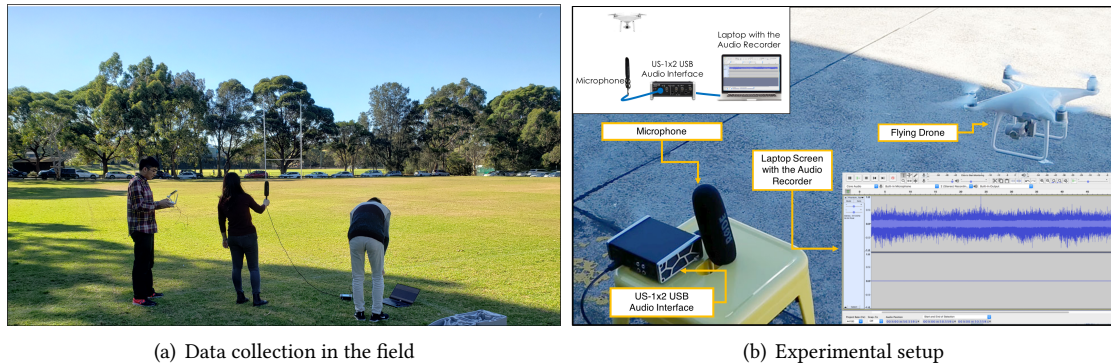 Laptop with the
Audio Recorder
US-1x2 USB
Audio Interface
Microphone
Microphone
Flying Drone
Laptop Screen
with the Audio
Recorder
RODE
US-1x2 USB
Audio Interface
(a) Data collection in the field
(b) Experimental setup